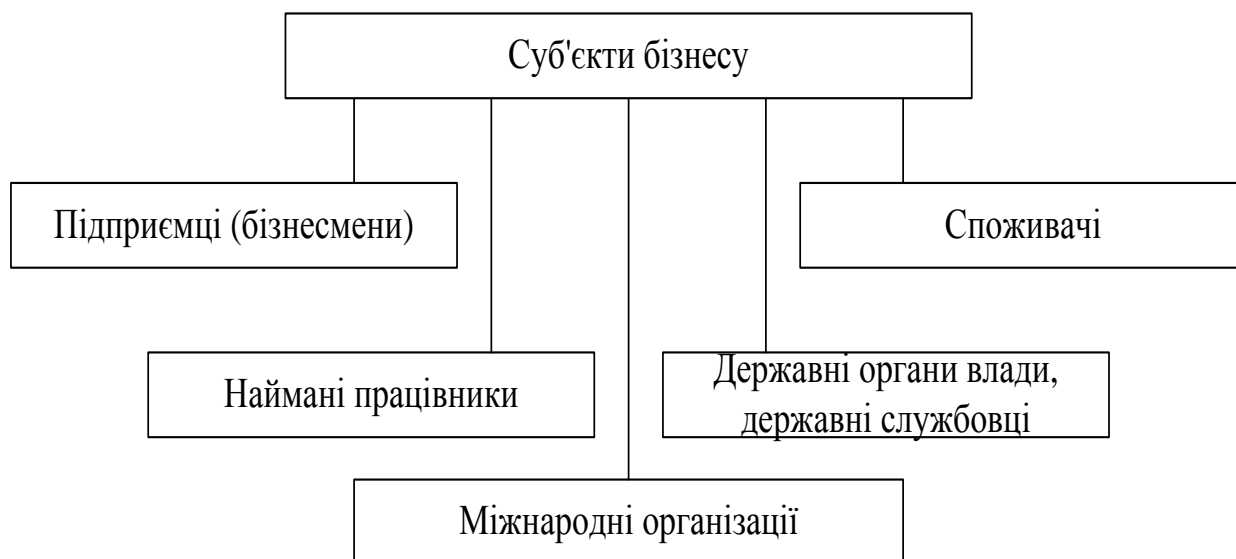 Суб'єкти бізнесу
Підприємці (бізнесмени)
Споживачі
Наймані працівники
Державні органи влади,
державні службовці
Міжнародні організації